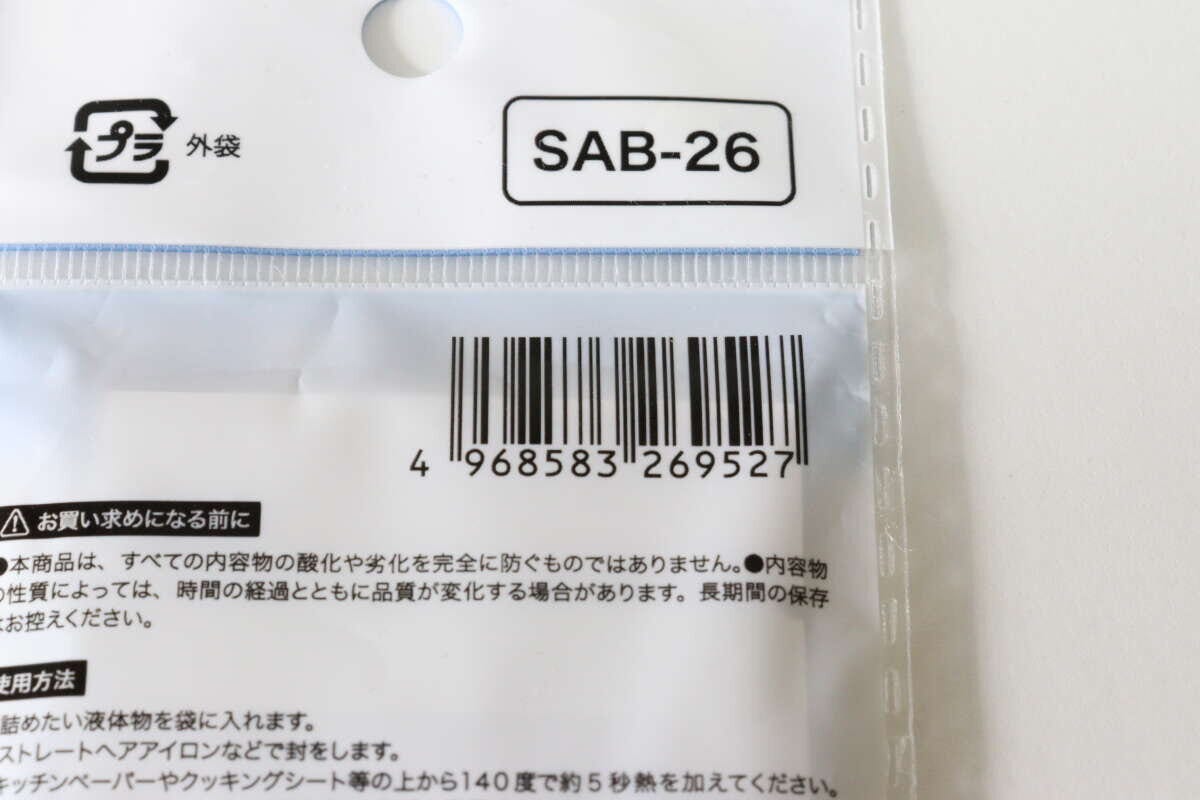 プラ 外袋
SAB-26
4 968583 269527
お買い求めになる前に
●本商品は、すべての内容物の酸化や劣化を完全に防ぐものではありません。●内容物
の性質によっては、時間の経過とともに品質が変化する場合があります。長期間の保存
はお控えください。
使用方法
詰めたい液体物を袋に入れます。
ストレートヘアアイロンなどで封をします。
キッチンペーパーやクッキングシート等の上から140度で約5秒熱を加えてください。